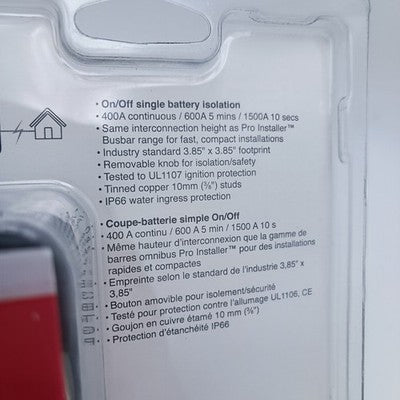 • On/Off single battery isolation
• 400A continuous / 600A 5 mins / 1500A 10 secs
• Same interconnection height as Pro Installer™
Busbar range for fast, compact installations
• Industry standard 3.85" x 3.85" footprint
• Removable knob for isolation/safety
• Tested to UL1107 ignition protection
• Tinned copper 10mm (⅜") studs
• IP66 water ingress protection
• Coupe-batterie simple On/Off
• 400 A continu / 600 A 5 min / 1500 A 10 s
• Même hauteur d'interconnexion que la gamme de
barres omnibus Pro Installer™ pour des installations
rapides et compactes
• Empreinte selon le standard de l'industrie 3,85" x
3,85"
• Bouton amovible pour isolement/sécurité
• Testé pour protection contre l'allumage UL1106, CE
• Goujon en cuivre étamé 10 mm (⅜")
• Protection d'étanchéité IP66